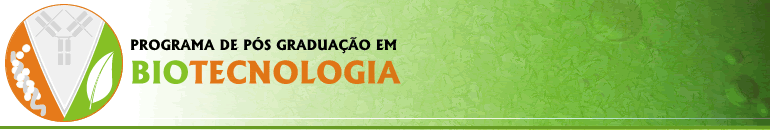 PROGRAMA DE PÓS GRADUAÇÃO EM
BIOTECNOLOGIA